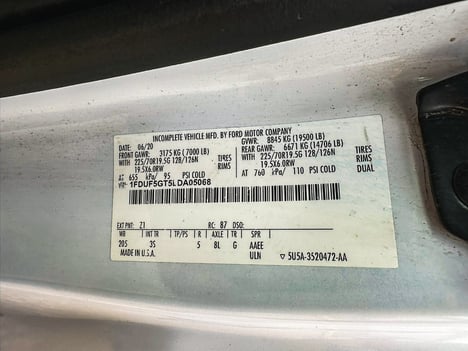 INCOMPLETE VEHICLE MFD. BY FORD MOTOR COMPANY
DATE: 06/20 GVWR: 8845 KG (19500 LB)
FRONT GAWR: 3175 KG (7000 LB) REAR GAWR: 6671 KG (14706 LB)
WITH 225/70R19.5G 128/126N TIRES WITH 225/70R19.5G 128/126N TIRES
19.5X6.0RW RIMS 19.5X6.0RW RIMS
AT 655 kPa/ 95 PSI COLD AT 760 kPa/ 110 PSI COLD DUAL
1FDUF5GT5LDA05068
EXT PNT: Z1 RC: 87 DSO:
WB INT TR TP/PS R AXLE TR SPR
205 3S 5 8L G AAEE
MADE IN U.S.A. ULN 5U5A-3520472-AA